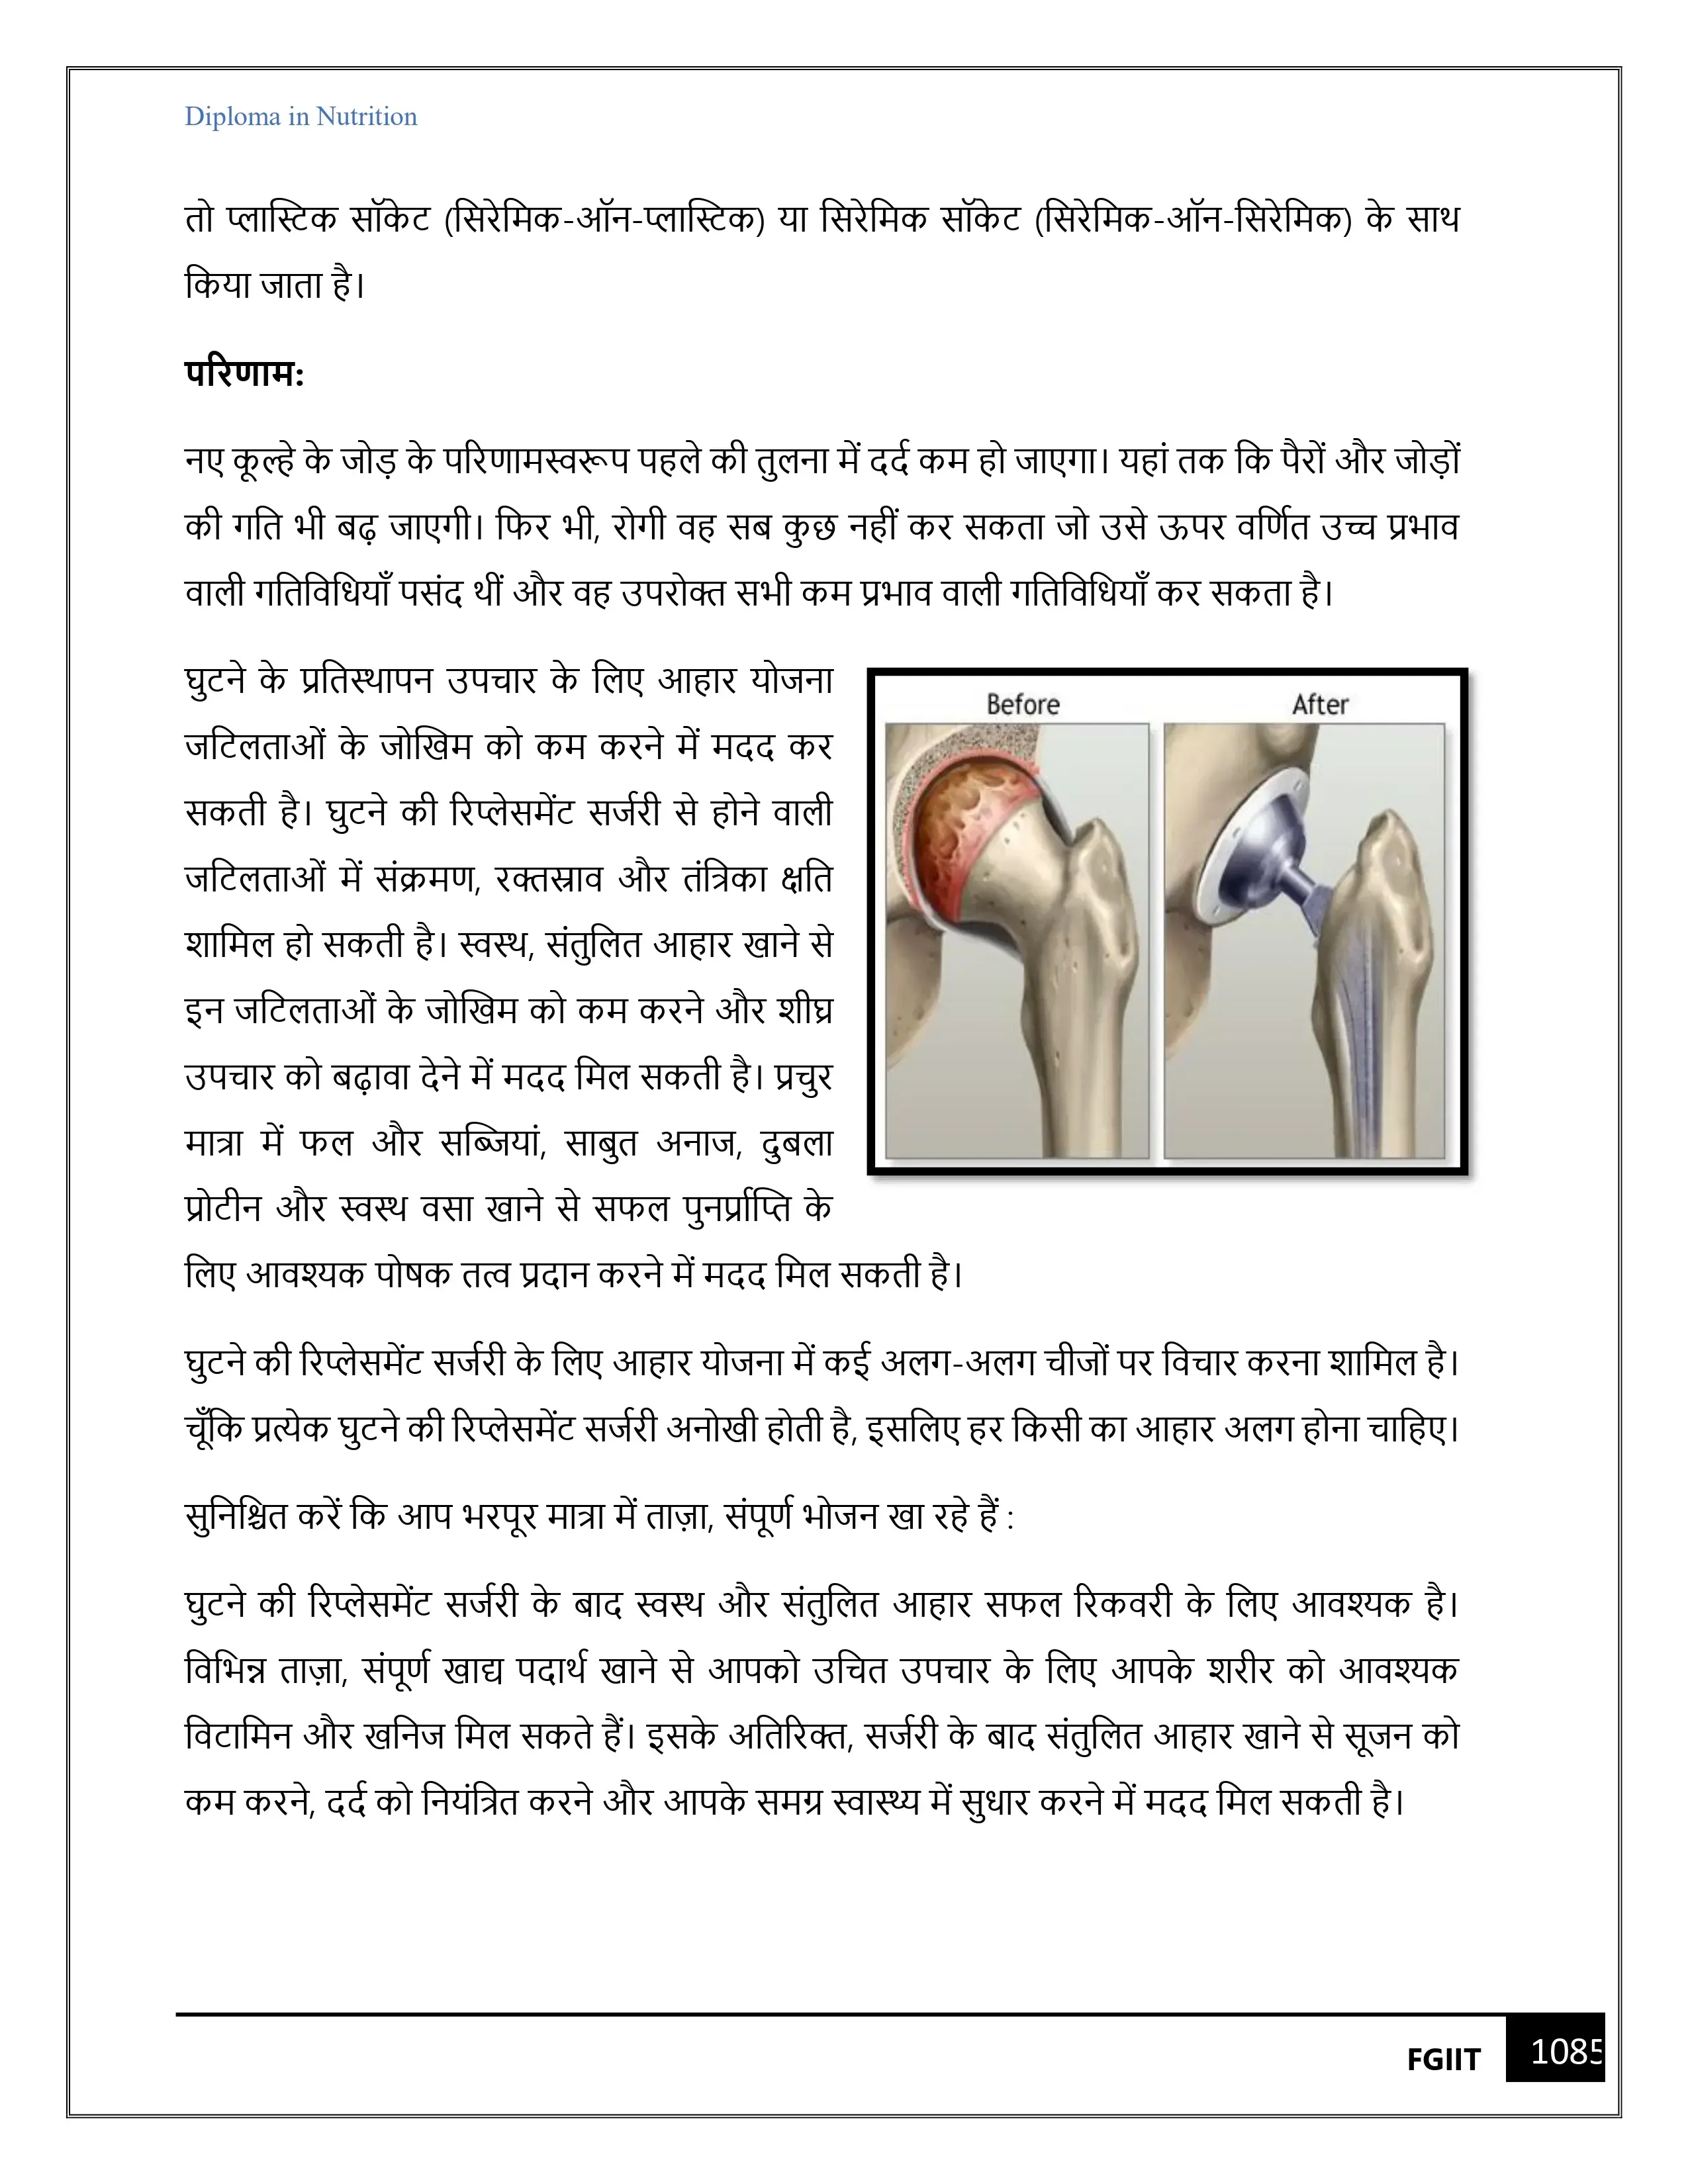 Diploma in Nutrition
तो प्लास्टिक सॉकेट (सिरेमिक-ऑन-प्लास्टिक) या सिरेमिक सॉकेट (सिरेमिक-ऑन-सिरेमिक) के साथ
किया जाता है।
परिणाम:
नए कूल्हे के जोड़ के परिणामस्वरूप पहले की तुलना में दर्द कम हो जाएगा। यहां तक कि पैरों और जोड़ों
की गति भी बढ़ जाएगी। फिर भी, रोगी वह सब कुछ नहीं कर सकता जो उसे ऊपर वर्णित उच्च प्रभाव
वाली गतिविधियाँ पसंद थीं और वह उपरोक्त सभी कम प्रभाव वाली गतिविधियाँ कर सकता है।
घुटने के प्रतिस्थापन उपचार के लिए आहार योजना
जटिलताओं के जोखिम को कम करने में मदद कर
सकती है। घुटने की रिप्लेसमेंट सर्जरी से होने वाली
जटिलताओं में संक्रमण, रक्तस्राव और तंत्रिका क्षति
शामिल हो सकती है। स्वस्थ, संतुलित आहार खाने से
इन जटिलताओं के जोखिम को कम करने और शीघ्र
उपचार को बढ़ावा देने में मदद मिल सकती है। प्रचुर
मात्रा में फल और सब्जियां, साबुत अनाज, दुबला
प्रोटीन और स्वस्थ वसा खाने से सफल पुनर्प्राप्ति के
लिए आवश्यक पोषक तत्व प्रदान करने में मदद मिल सकती है।
Before After
घुटने की रिप्लेसमेंट सर्जरी के लिए आहार योजना में कई अलग-अलग चीजों पर विचार करना शामिल है।
चूँकि प्रत्येक घुटने की रिप्लेसमेंट सर्जरी अनोखी होती है, इसलिए हर किसी का आहार अलग होना चाहिए।
सुनिश्चित करें कि आप भरपूर मात्रा में ताज़ा, संपूर्ण भोजन खा रहे हैं :
घुटने की रिप्लेसमेंट सर्जरी के बाद स्वस्थ और संतुलित आहार सफल रिकवरी के लिए आवश्यक है।
विभिन्न ताज़ा, संपूर्ण खाद्य पदार्थ खाने से आपको उचित उपचार के लिए आपके शरीर को आवश्यक
विटामिन और खनिज मिल सकते हैं। इसके अतिरिक्त, सर्जरी के बाद संतुलित आहार खाने से सूजन को
कम करने, दर्द को नियंत्रित करने और आपके समग्र स्वास्थ्य में सुधार करने में मदद मिल सकती है।
FGIIT 1085